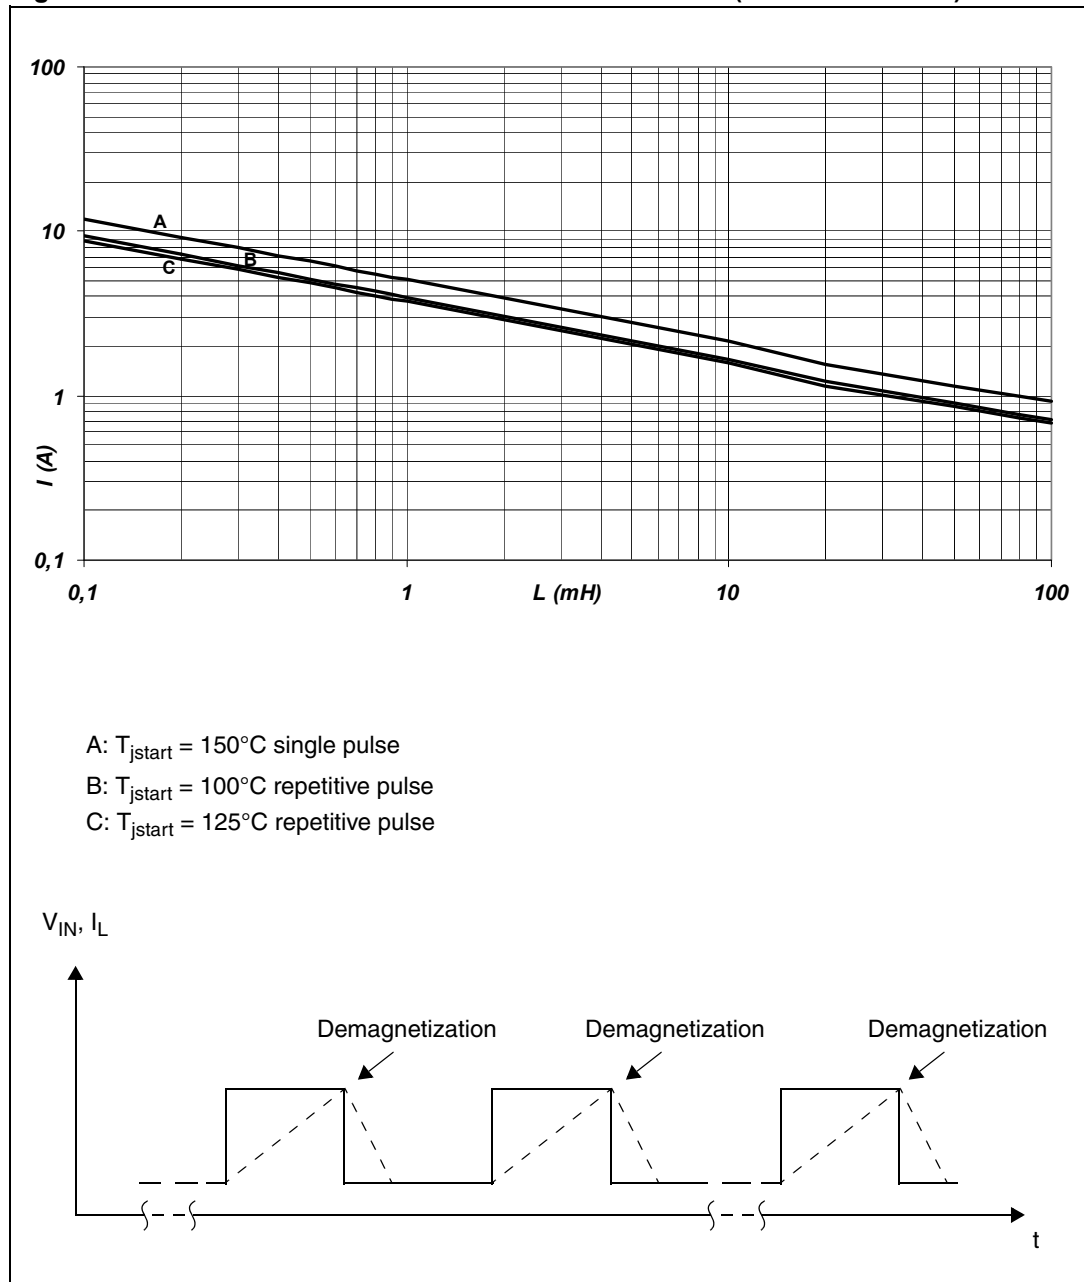 100
A
10
B
C
1
I (A)
0,1
0,1 1 L (mH) 10 100
A: Tjstart = 150°C single pulse
B: Tjstart = 100°C repetitive pulse
C: Tjstart = 125°C repetitive pulse
VIN, IL
Demagnetization Demagnetization Demagnetization
t